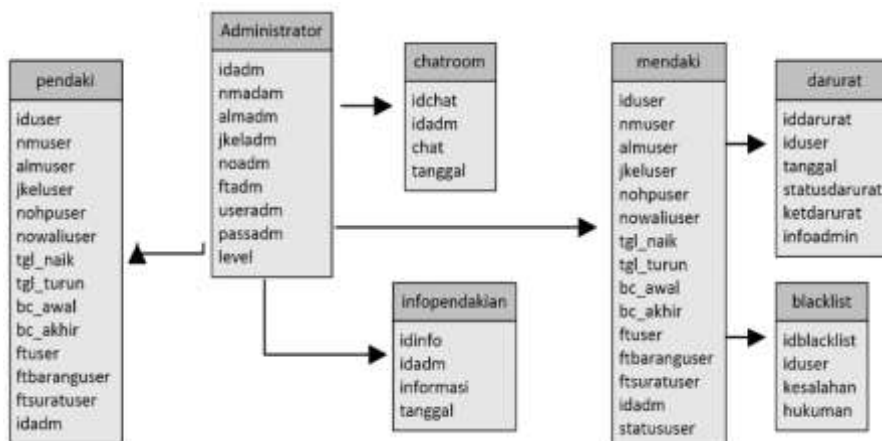 pendaki
iduser
nmuser
almuser
jkeluser
nohpuser
nowaliuser
tgl_naik
tgl_turun
bc_awal
bc_akhir
ftuser
ftbaranguser
ftsuratuser
idadm
Administrator
idadm
nmadam
almadm
jkeladm
noadm
ftadm
useradm
passadm
level
chatroom
idchat
idadm
chat
tanggal
infopendakian
idinfo
idadm
informasi
tanggal
mendaki
iduser
nmuser
almuser
jkeluser
nohpuser
nowaliuser
tgl_naik
tgl_turun
bc_awal
bc_akhir
ftuser
ftbaranguser
ftsuratuser
idadm
statususer
darurat
iddarurat
iduser
tanggal
statusdarurat
ketdarurat
infoadmin
blacklist
idblacklist
iduser
kesalahan
hukuman